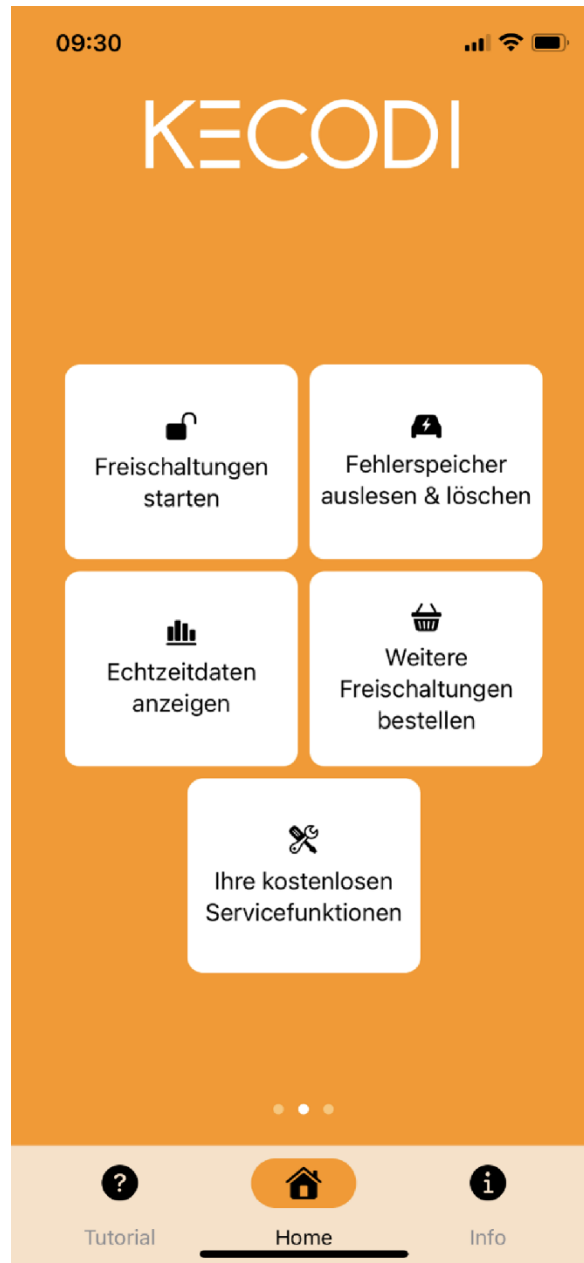 09:30
KECODI
Freischaltungen
starten
Fehlerspeicher
auslesen & löschen
Echtzeitdaten
anzeigen
Weitere
Freischaltungen
bestellen
Ihre kostenlosen
Servicefunktionen
Tutorial
Home
Info